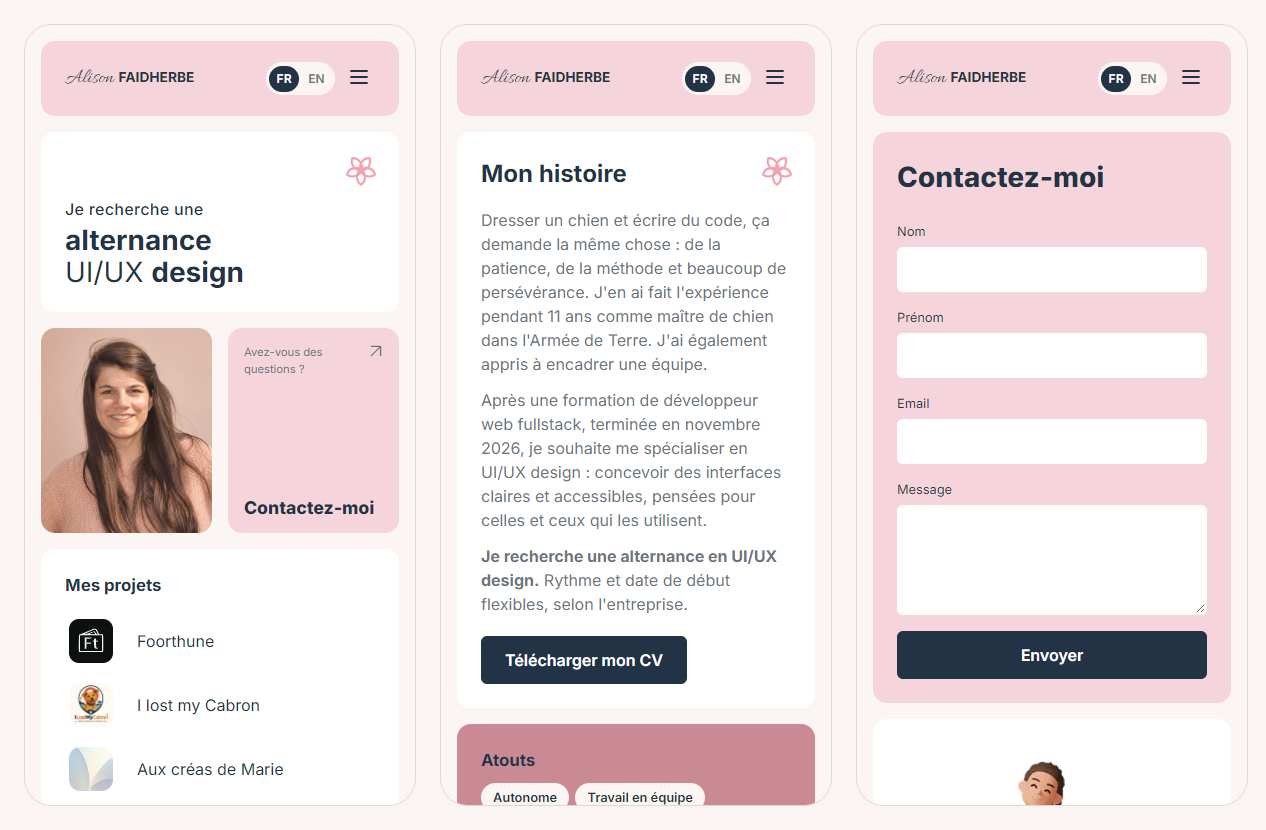 Alison FAIDHERBE
FR EN
Je recherche une
alternance
UI/UX design
Avez-vous des
questions ?
Contactez-moi
Mes projets
Ft
Foorthune
I lost my Cabron
Aux créas de Marie
Alison FAIDHERBE
FR EN
Mon histoire
Dresser un chien et écrire du code, ça
demande la même chose : de la
patience, de la méthode et beaucoup de
persévérance. J'en ai fait l'expérience
pendant 11 ans comme maître de chien
dans l'Armée de Terre. J'ai également
appris à encadrer une équipe.
Après une formation de développeur
web fullstack, terminée en novembre
2026, je souhaite me spécialiser en
UI/UX design : concevoir des interfaces
claires et accessibles, pensées pour
celles et ceux qui les utilisent.
Je recherche une alternance en UI/UX
design. Rythme et date de début
flexibles, selon l'entreprise.
Télécharger mon CV
Atouts
Autonome Travail en équipe
Alison FAIDHERBE
FR EN
Contactez-moi
Nom
Prénom
Email
Message
Envoyer